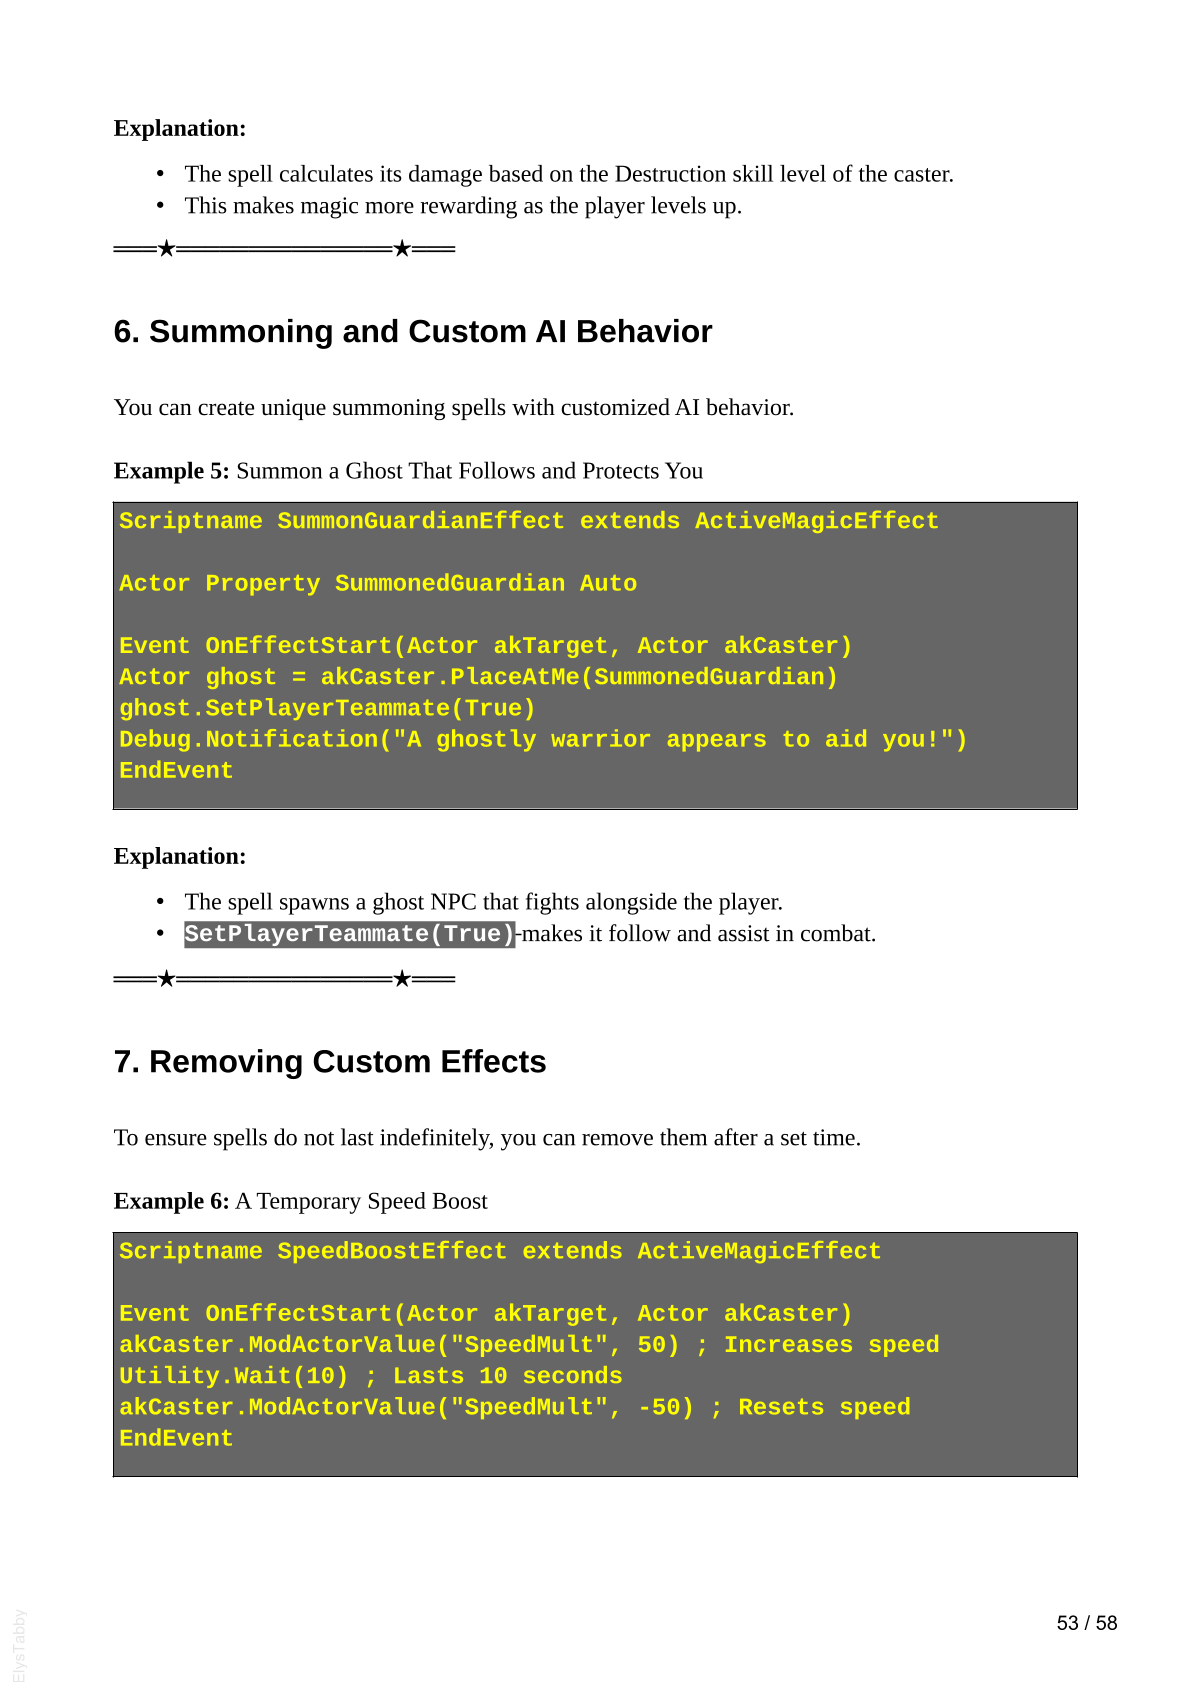 Explanation:
• The spell calculates its damage based on the Destruction skill level of the caster.
• This makes magic more rewarding as the player levels up.
═══★═══════════════★═══
6. Summoning and Custom AI Behavior
You can create unique summoning spells with customized AI behavior.
Example 5: Summon a Ghost That Follows and Protects You
Scriptname SummonGuardianEffect extends ActiveMagicEffect
Actor Property SummonedGuardian Auto
Event OnEffectStart(Actor akTarget, Actor akCaster)
Actor ghost = akCaster.PlaceAtMe(SummonedGuardian)
ghost.SetPlayerTeammate(True)
Debug.Notification("A ghostly warrior appears to aid you!")
EndEvent
Explanation:
• The spell spawns a ghost NPC that fights alongside the player.
• SetPlayerTeammate(True)-makes it follow and assist in combat.
═══★═══════════════★═══
7. Removing Custom Effects
To ensure spells do not last indefinitely, you can remove them after a set time.
Example 6: A Temporary Speed Boost
Scriptname SpeedBoostEffect extends ActiveMagicEffect
Event OnEffectStart(Actor akTarget, Actor akCaster)
akCaster.ModActorValue("SpeedMult", 50) ; Increases speed
Utility.Wait(10) ; Lasts 10 seconds
akCaster.ModActorValue("SpeedMult", -50) ; Resets speed
EndEvent
53 / 58
ElysTabby